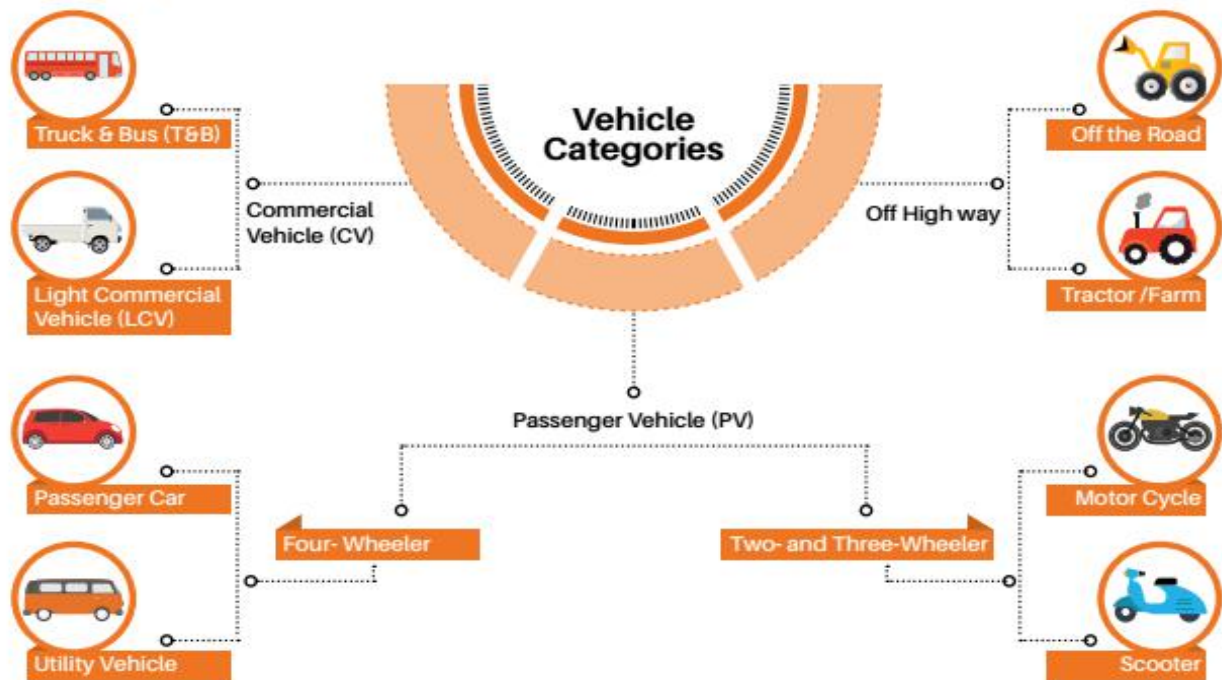 Vehicle
Categories
Truck & Bus (T&B)
Commercial
Vehicle (CV)
Light Commercial
Vehicle (LCV)
Off the Road
Off High way
Tractor /Farm
Passenger Vehicle (PV)
Four- Wheeler
Passenger Car
Utility Vehicle
Two- and Three-Wheeler
Motor Cycle
Scooter